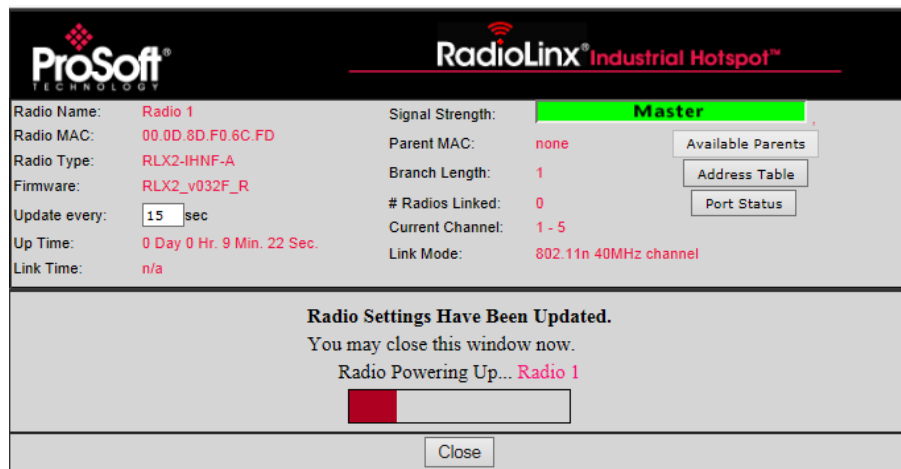 ProSoft®
TECHNOLOGY
RadioLinx® Industrial Hotspot™
Radio Name: Radio 1
Radio MAC: 00.0D.8D.F0.6C.FD
Radio Type: RLX2-IHNF-A
Firmware: RLX2_v032F_R
Update every: 15 sec
Up Time: 0 Day 0 Hr. 9 Min. 22 Sec.
Link Time: n/a
Signal Strength: Master ,
Parent MAC: none Available Parents
Branch Length: 1 Address Table
# Radios Linked: 0 Port Status
Current Channel: 1 - 5
Link Mode: 802.11n 40MHz channel
Radio Settings Have Been Updated.
You may close this window now.
Radio Powering Up... Radio 1
Close